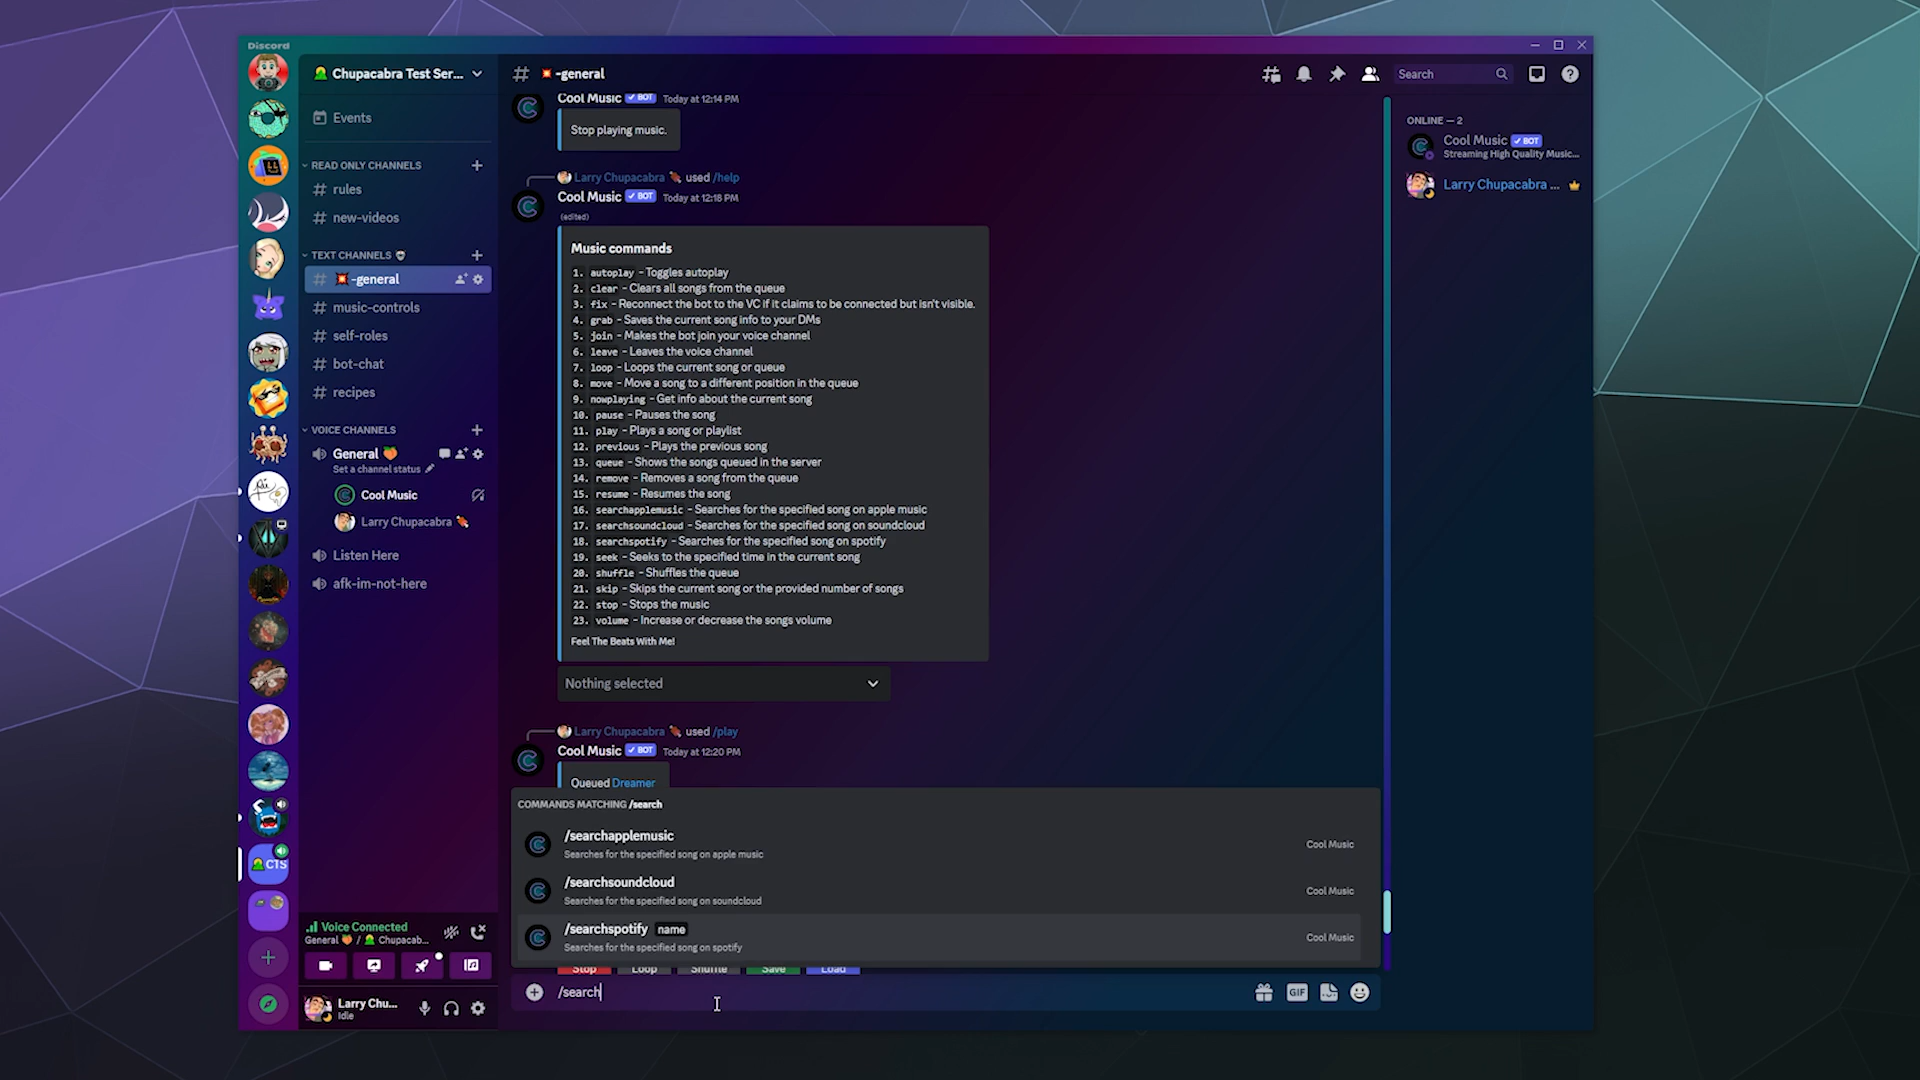 Discord
Chupacabra Test Ser...
Events
READ ONLY CHANNELS
rules
new-videos
TEXT CHANNELS
-general
music-controls
self-roles
bot-chat
recipes
VOICE CHANNELS
General
Set a channel status
Cool Music
Larry Chupacabra
Listen Here
afk-im-not-here
CTS
Voice Connected
General / Chupacab...
Larry Chu...
Idle
-general
Search
Cool Music BOT Today at 12:14 PM
Stop playing music.
Larry Chupacabra used /help
Cool Music BOT Today at 12:18 PM
(edited)
Music commands
1. autoplay - Toggles autoplay
2. clear - Clears all songs from the queue
3. fix - Reconnect the bot to the VC if it claims to be connected but isn't visible.
4. grab - Saves the current song info to your DMs
5. join - Makes the bot join your voice channel
6. leave - Leaves the voice channel
7. loop - Loops the current song or queue
8. move - Move a song to a different position in the queue
9. nowplaying - Get info about the current song
10. pause - Pauses the song
11. play - Plays a song or playlist
12. previous - Plays the previous song
13. queue - Shows the songs queued in the server
14. remove - Removes a song from the queue
15. resume - Resumes the song
16. searchapplemusic - Searches for the specified song on apple music
17. searchsoundcloud - Searches for the specified song on soundcloud
18. searchspotify - Searches for the specified song on spotify
19. seek - Seeks to the specified time in the current song
20. shuffle - Shuffles the queue
21. skip - Skips the current song or the provided number of songs
22. stop - Stops the music
23. volume - Increase or decrease the songs volume
Feel The Beats With Me!
Nothing selected
Larry Chupacabra used /play
Cool Music BOT Today at 12:20 PM
Queued Dreamer
COMMANDS MATCHING /search
/searchapplemusic
Searches for the specified song on apple music
Cool Music
/searchsoundcloud
Searches for the specified song on soundcloud
Cool Music
/searchspotify name
Searches for the specified song on spotify
Cool Music
Stop Loop Shuffle Save Load
/search
GIF
ONLINE — 2
Cool Music BOT
Streaming High Quality Music...
Larry Chupacabra ...